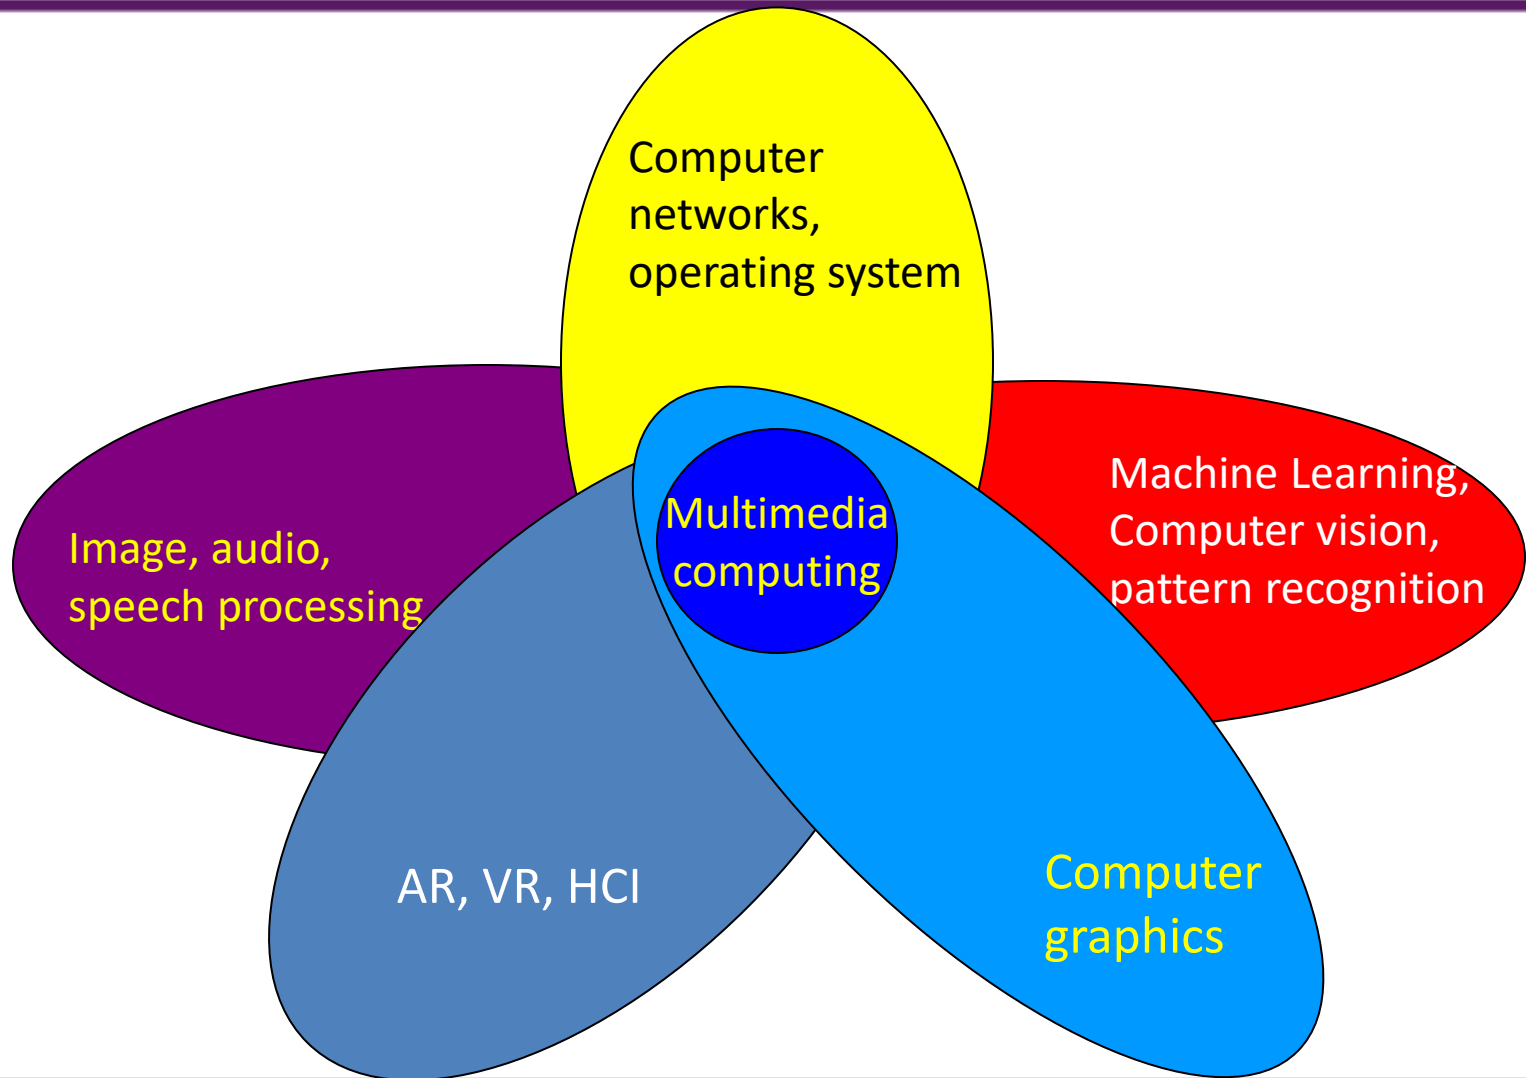 Computer
networks,
operating system
Machine Learning,
Computer vision,
pattern recognition
Multimedia
computing
Image, audio,
speech processing
AR, VR, HCI
Computer
graphics